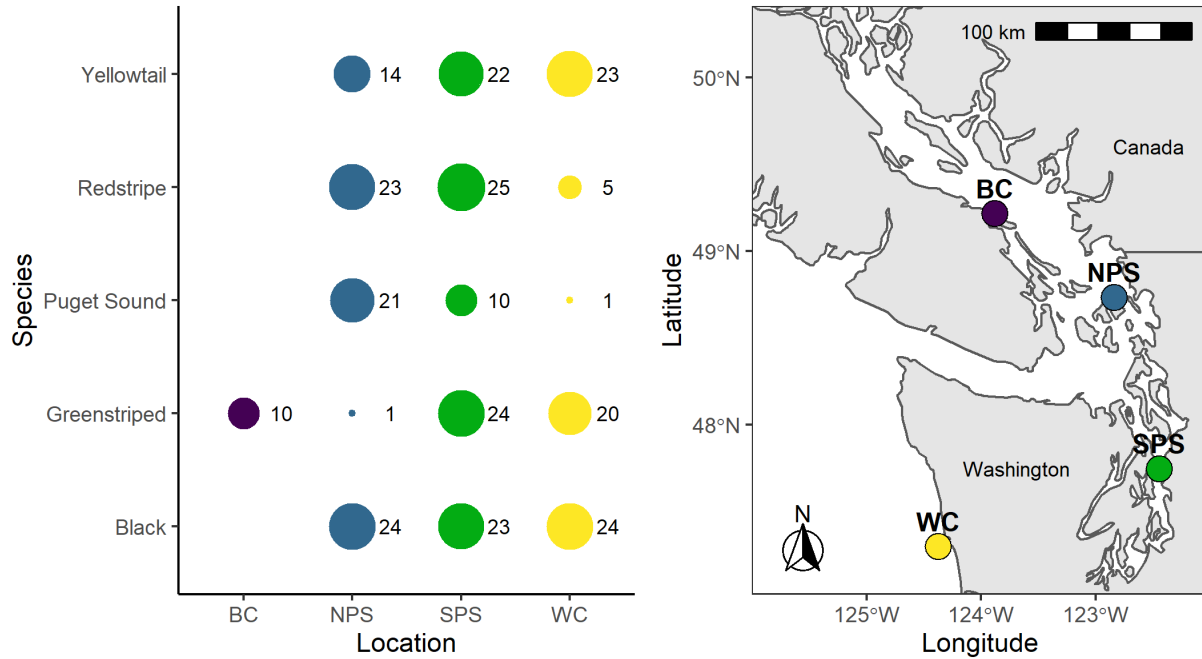 Species
Yellowtail
14
22
23
Redstripe
23
25
5
Puget Sound
21
10
1
Greenstriped
10
1
24
20
Black
24
23
24
BC
NPS
SPS
WC
Location
Latitude
50°N
49°N
48°N
100 km
Canada
BC
NPS
SPS
Washington
WC
N
125°W
124°W
123°W
Longitude